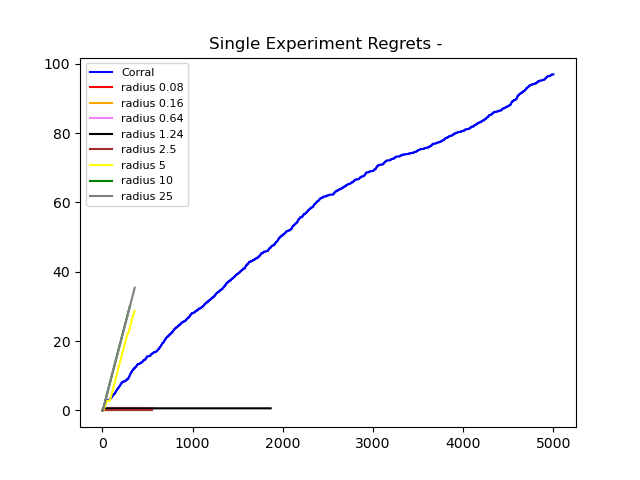 Single Experiment Regrets -
100
80
60
40
20
0
Corral
radius 0.08
radius 0.16
radius 0.64
radius 1.24
radius 2.5
radius 5
radius 10
radius 25
0 1000 2000 3000 4000 5000